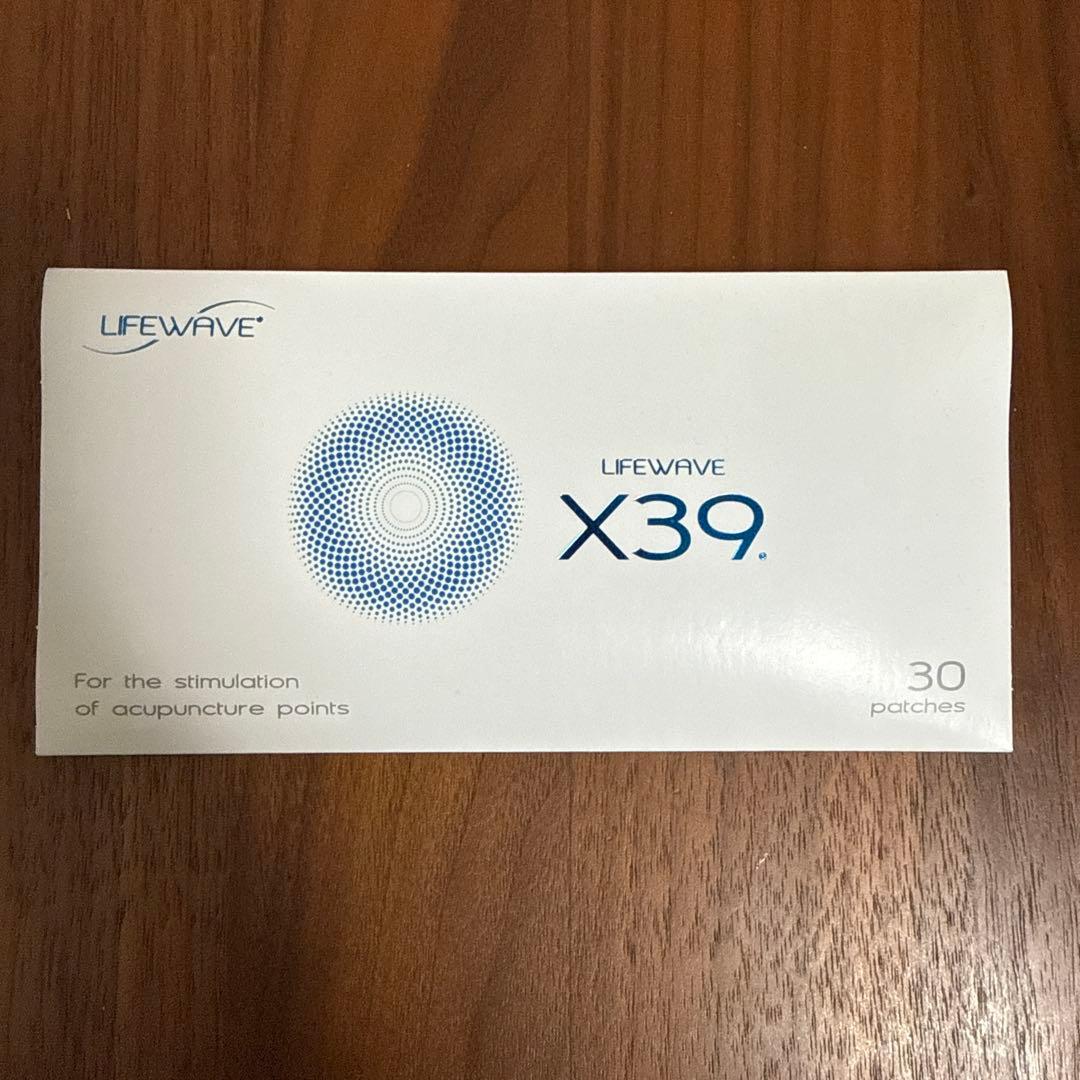 LIFEWAVE
LIFEWAVE
X39
For the stimulation
of acupuncture points
30
patches